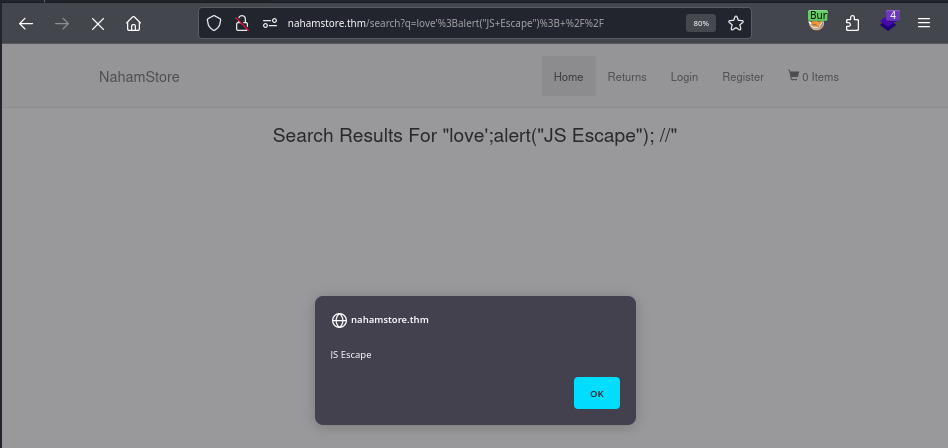 Bur
4
nahamstore.thm/search?q=love'%3Balert("JS+Escape")%3B+%2F%2F
80%
NahamStore
Home
Returns
Login
Register
0 Items
Search Results For "love';alert("JS Escape"); //"
nahamstore.thm
JS Escape
OK